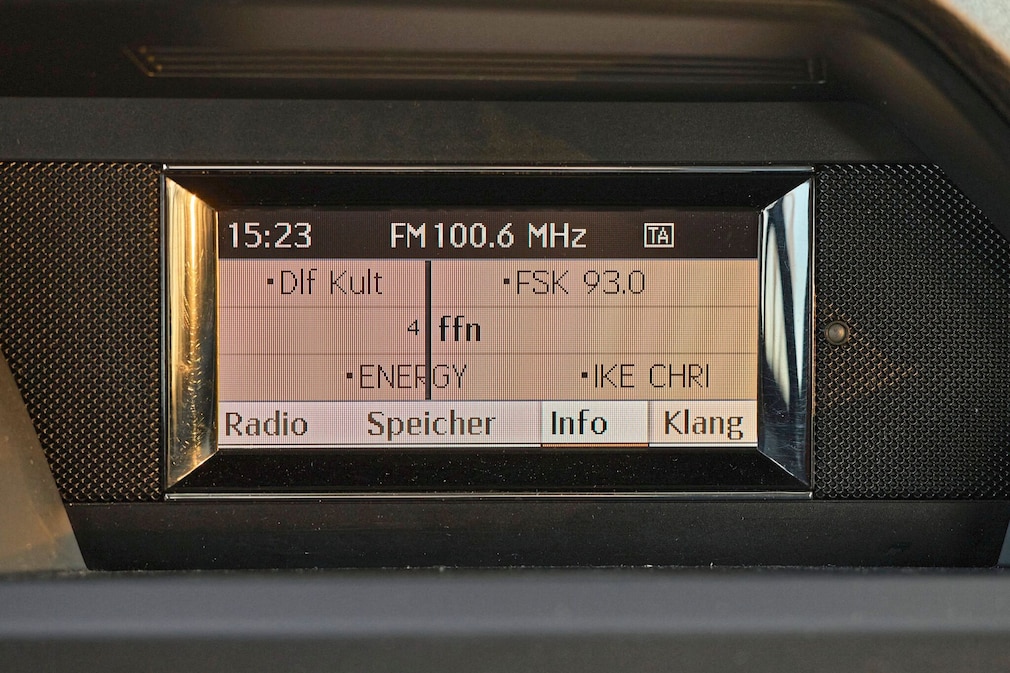 15:23 FM 100.6 MHz TA
▪Dlf Kult ▪FSK 93.0
4 ffn
▪ENERGY ▪IKE CHRI
Radio Speicher Info Klang